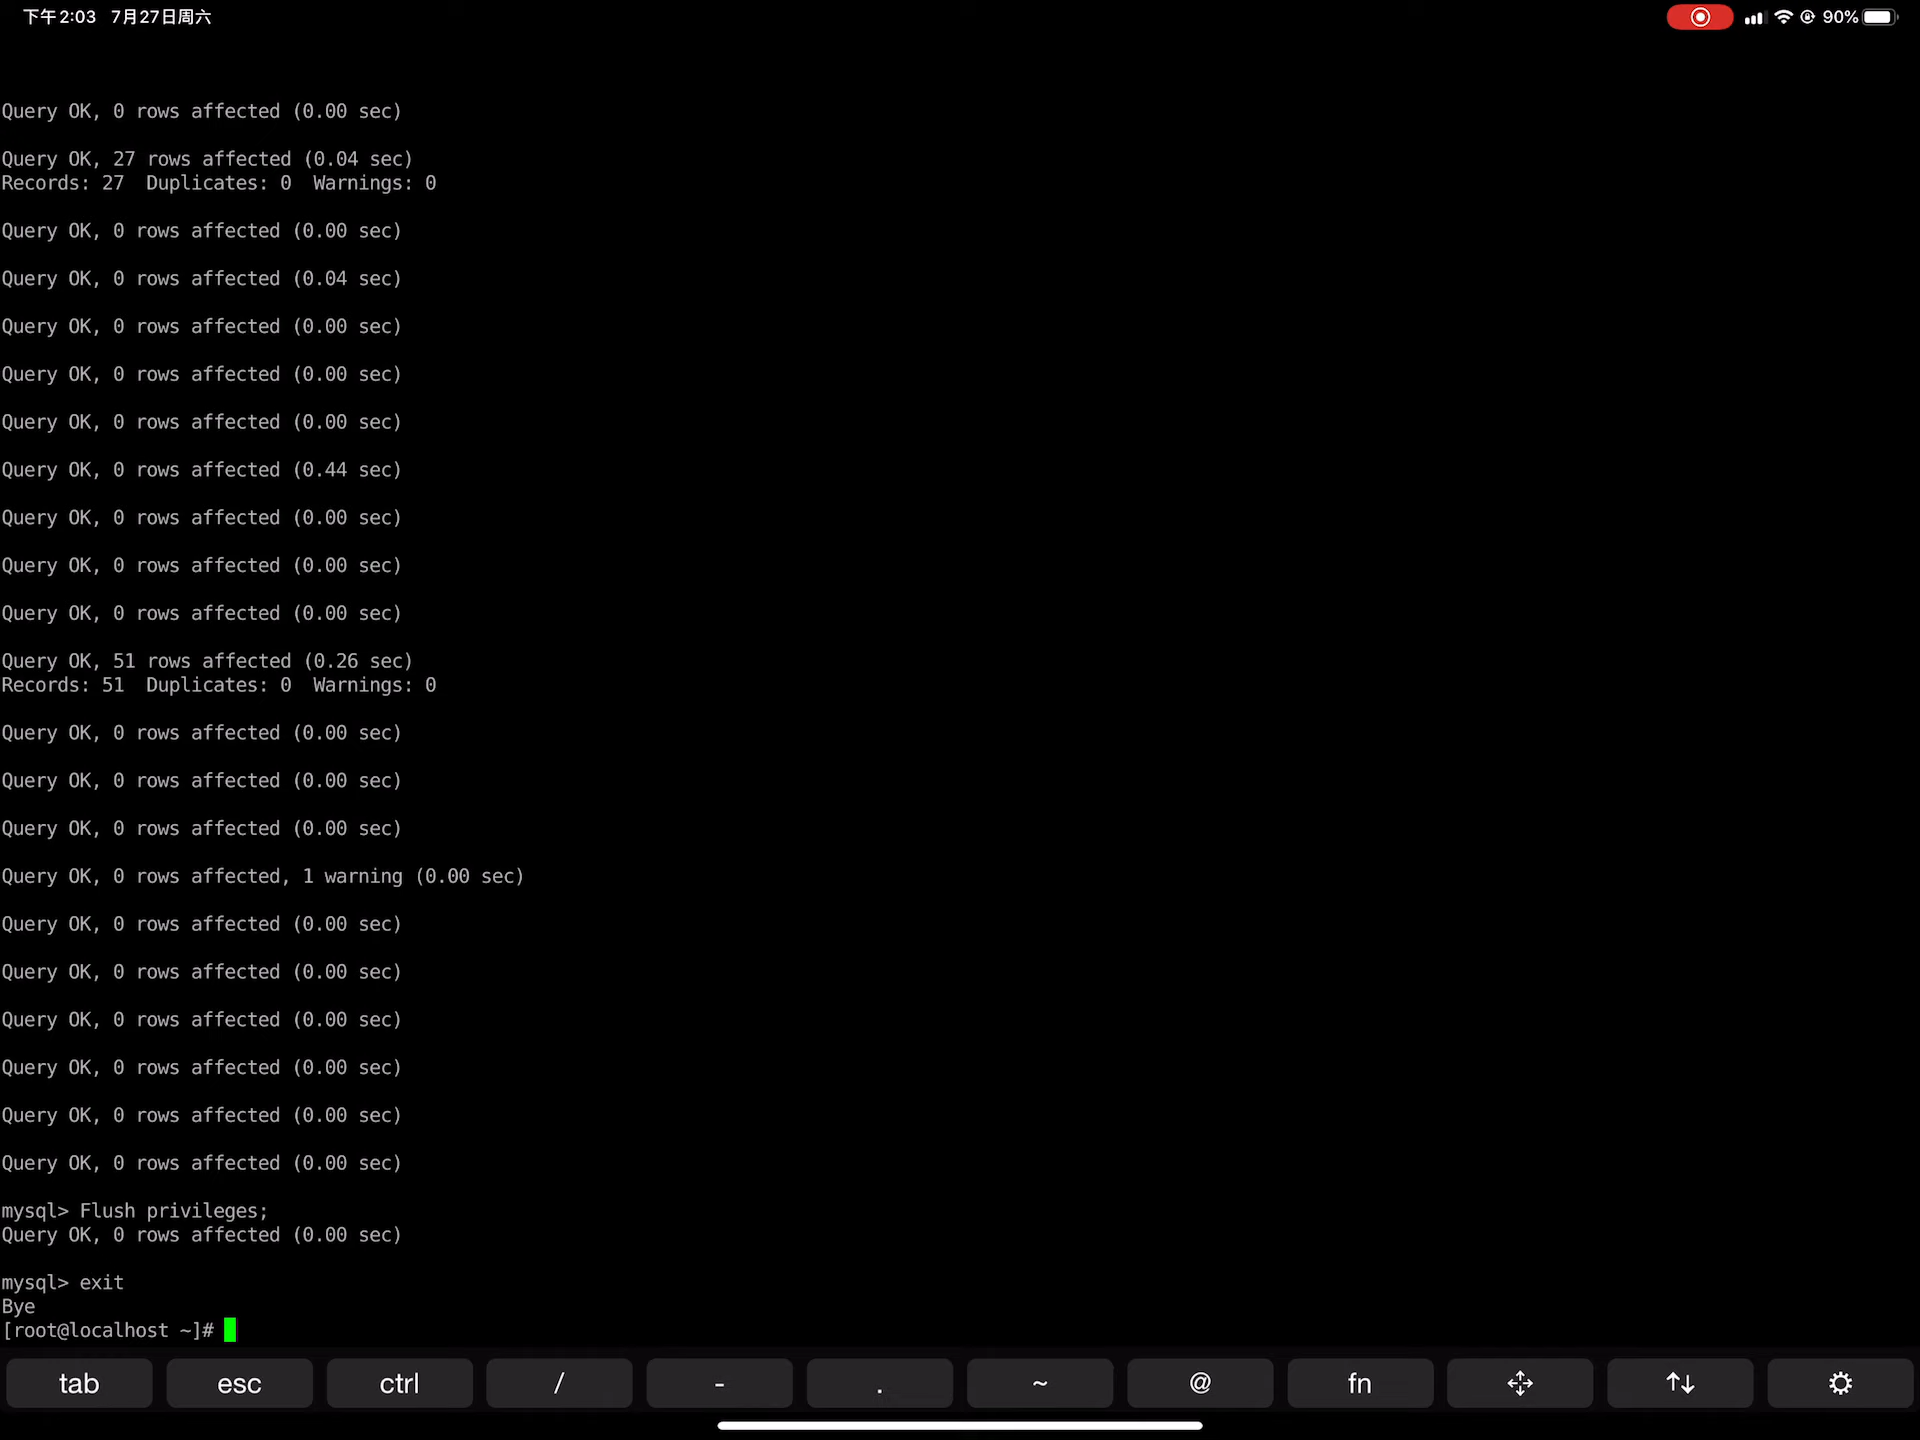 下午2:03 7月27日周六
90%
Query OK, 0 rows affected (0.00 sec)
Query OK, 27 rows affected (0.04 sec)
Records: 27  Duplicates: 0  Warnings: 0
Query OK, 0 rows affected (0.00 sec)
Query OK, 0 rows affected (0.04 sec)
Query OK, 0 rows affected (0.00 sec)
Query OK, 0 rows affected (0.00 sec)
Query OK, 0 rows affected (0.00 sec)
Query OK, 0 rows affected (0.44 sec)
Query OK, 0 rows affected (0.00 sec)
Query OK, 0 rows affected (0.00 sec)
Query OK, 0 rows affected (0.00 sec)
Query OK, 51 rows affected (0.26 sec)
Records: 51  Duplicates: 0  Warnings: 0
Query OK, 0 rows affected (0.00 sec)
Query OK, 0 rows affected (0.00 sec)
Query OK, 0 rows affected (0.00 sec)
Query OK, 0 rows affected, 1 warning (0.00 sec)
Query OK, 0 rows affected (0.00 sec)
Query OK, 0 rows affected (0.00 sec)
Query OK, 0 rows affected (0.00 sec)
Query OK, 0 rows affected (0.00 sec)
Query OK, 0 rows affected (0.00 sec)
Query OK, 0 rows affected (0.00 sec)
mysql> Flush privileges;
Query OK, 0 rows affected (0.00 sec)
mysql> exit
Bye
[root@localhost ~]#
tab esc ctrl / - . ~ @ fn